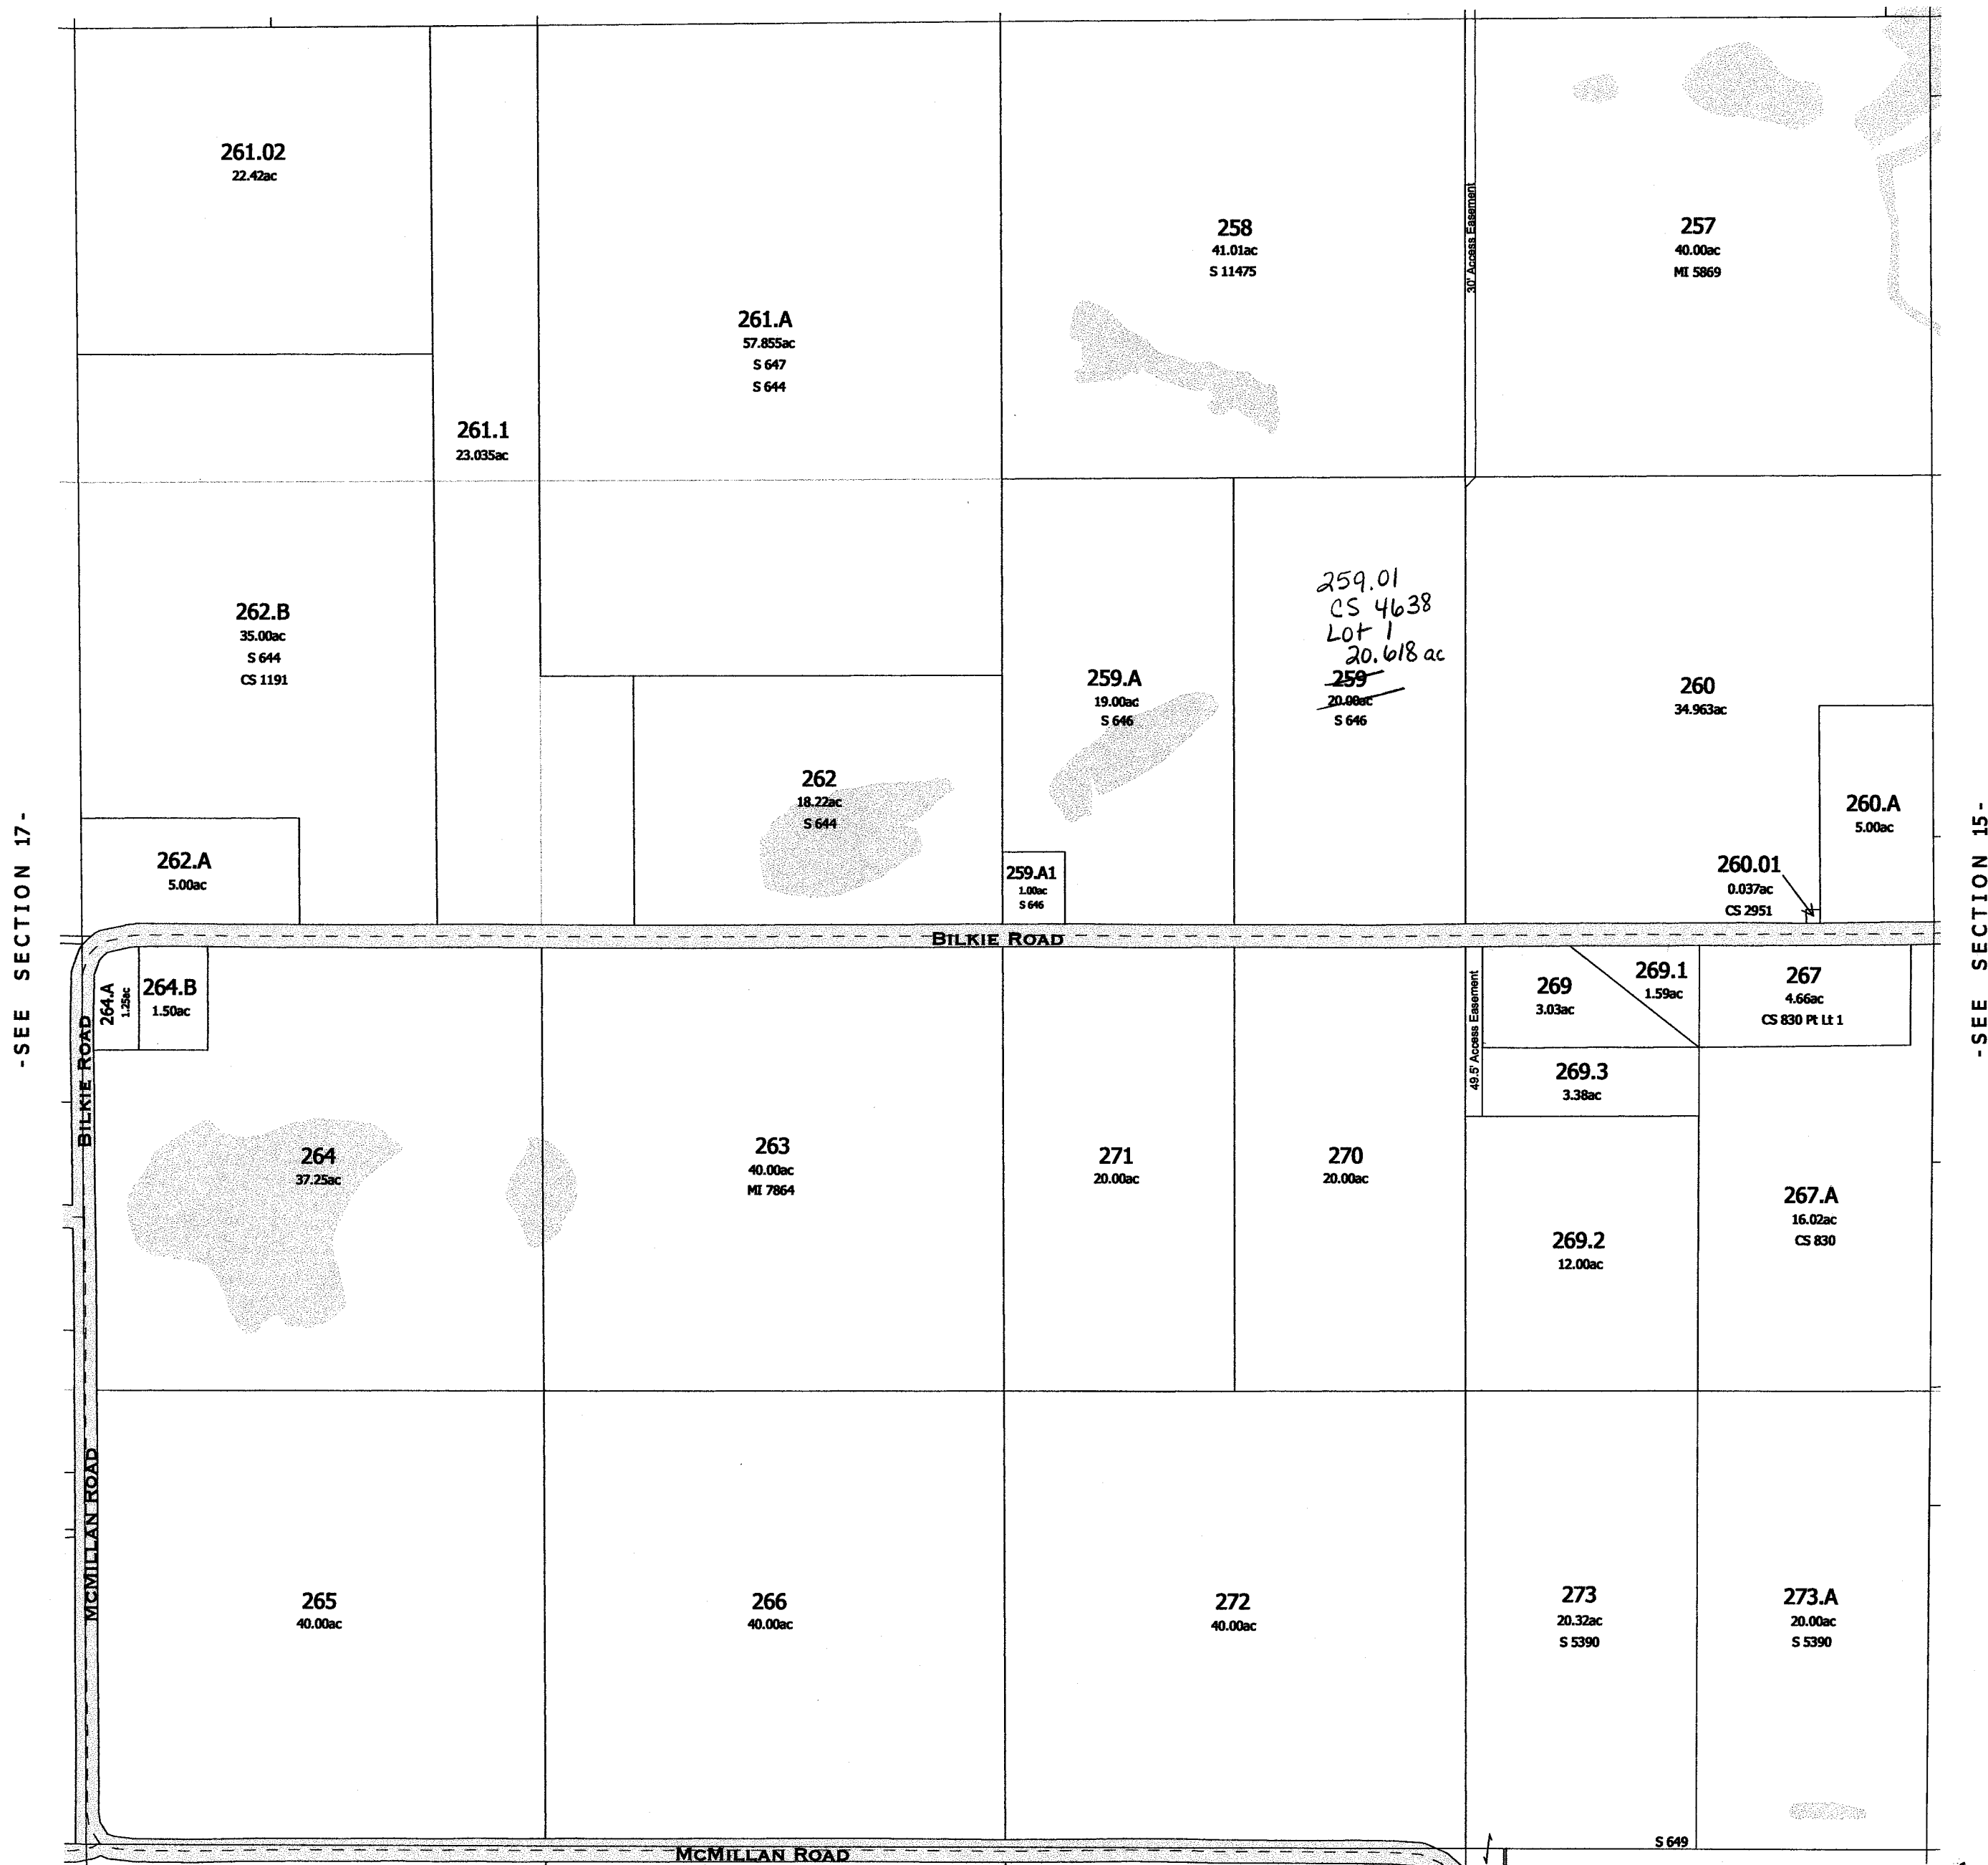 261.02
22.42ac
258
41.01ac
S 11475
30' Access Easement
257
40.00ac
MI 5869
261.A
57.855ac
S 647
S 644
261.1
23.035ac
262.B
35.00ac
S 644
CS 1191
259.01
CS 4638
Lot 1
20.618 ac
259
20.00ac
S 646
259.A
19.00ac
S 646
260
34.963ac
262
18.22ac
S 644
260.A
5.00ac
262.A
5.00ac
259.A1
1.00ac
S 646
260.01
0.037ac
CS 2951
-SEE SECTION 17-
-SEE SECTION 15-
BILKIE ROAD
264.A
1.25ac
264.B
1.50ac
BILKIE ROAD
49.5' Access Easement
269
3.03ac
269.1
1.59ac
267
4.66ac
CS 830 Pt Lt 1
269.3
3.38ac
264
37.25ac
263
40.00ac
MI 7864
271
20.00ac
270
20.00ac
269.2
12.00ac
267.A
16.02ac
CS 830
MCMILLAN ROAD
265
40.00ac
266
40.00ac
272
40.00ac
273
20.32ac
S 5390
273.A
20.00ac
S 5390
S 649
MCMILLAN ROAD